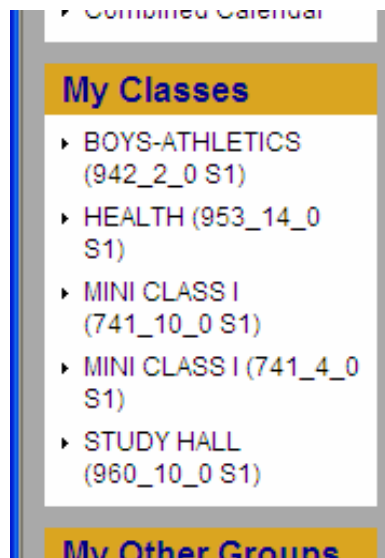 Combined Calendar
My Classes
BOYS-ATHLETICS
(942_2_0 S1)
HEALTH (953_14_0
S1)
MINI CLASS I
(741_10_0 S1)
MINI CLASS I (741_4_0
S1)
STUDY HALL
(960_10_0 S1)
My Other Groups